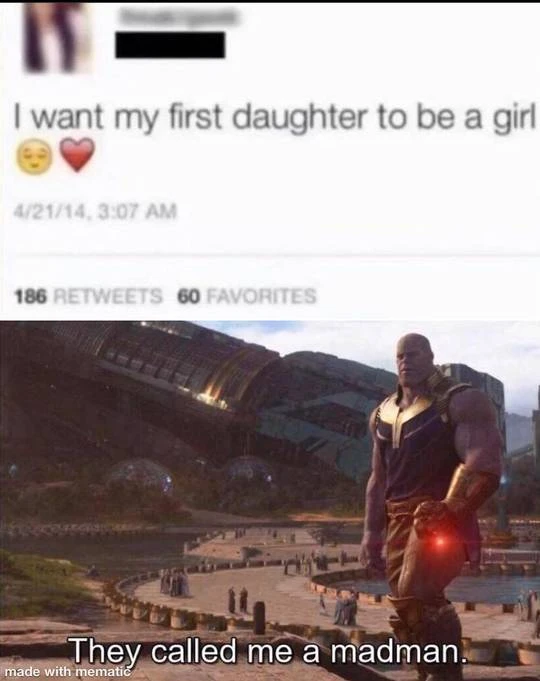 I want my first daughter to be a girl
😌❤️
4/21/14, 3:07 AM
186 RETWEETS 60 FAVORITES
They called me a madman.
made with mematic